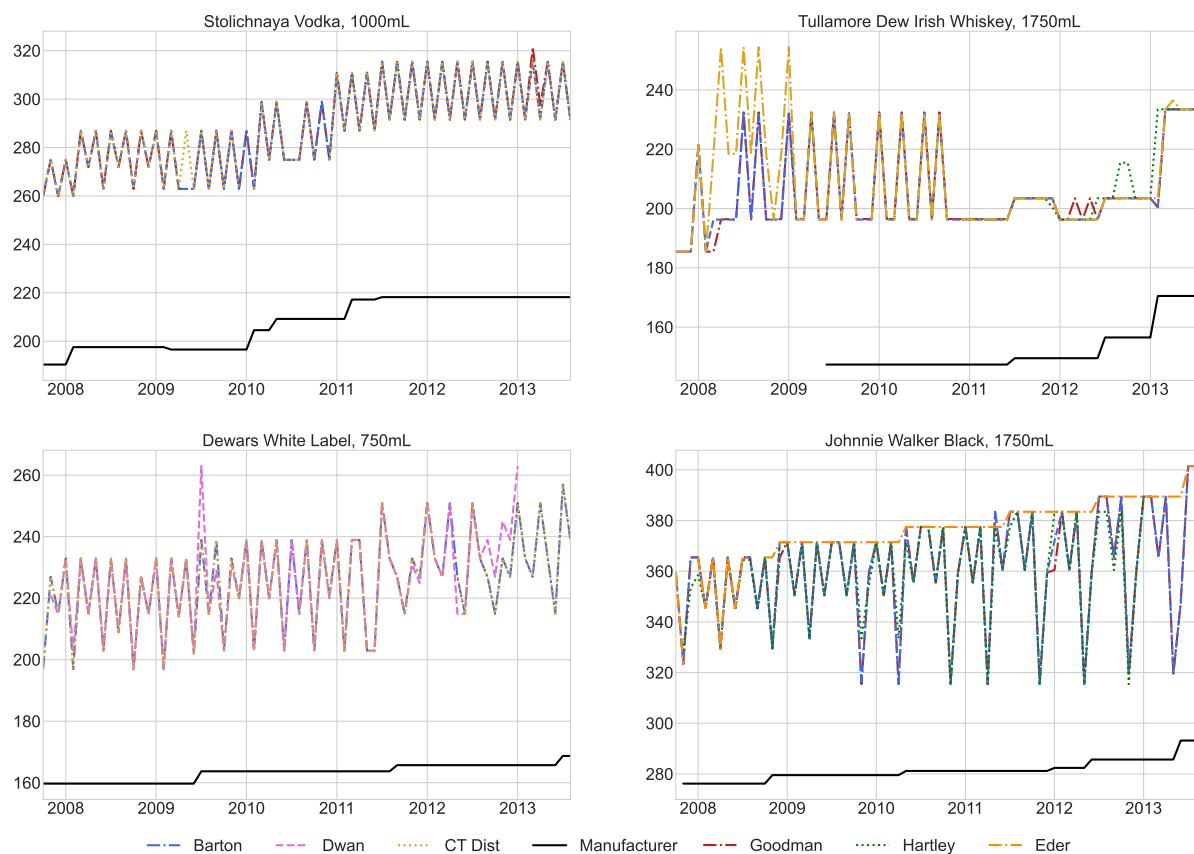 Stolichnaya Vodka, 1000mL
320
300
280
260
240
220
200
2008 2009 2010 2011 2012 2013
Tullamore Dew Irish Whiskey, 1750mL
240
220
200
180
160
2008 2009 2010 2011 2012 2013
Dewars White Label, 750mL
260
240
220
200
180
160
2008 2009 2010 2011 2012 2013
Johnnie Walker Black, 1750mL
400
380
360
340
320
300
280
2008 2009 2010 2011 2012 2013
Barton Dwan CT Dist Manufacturer Goodman Hartley Eder